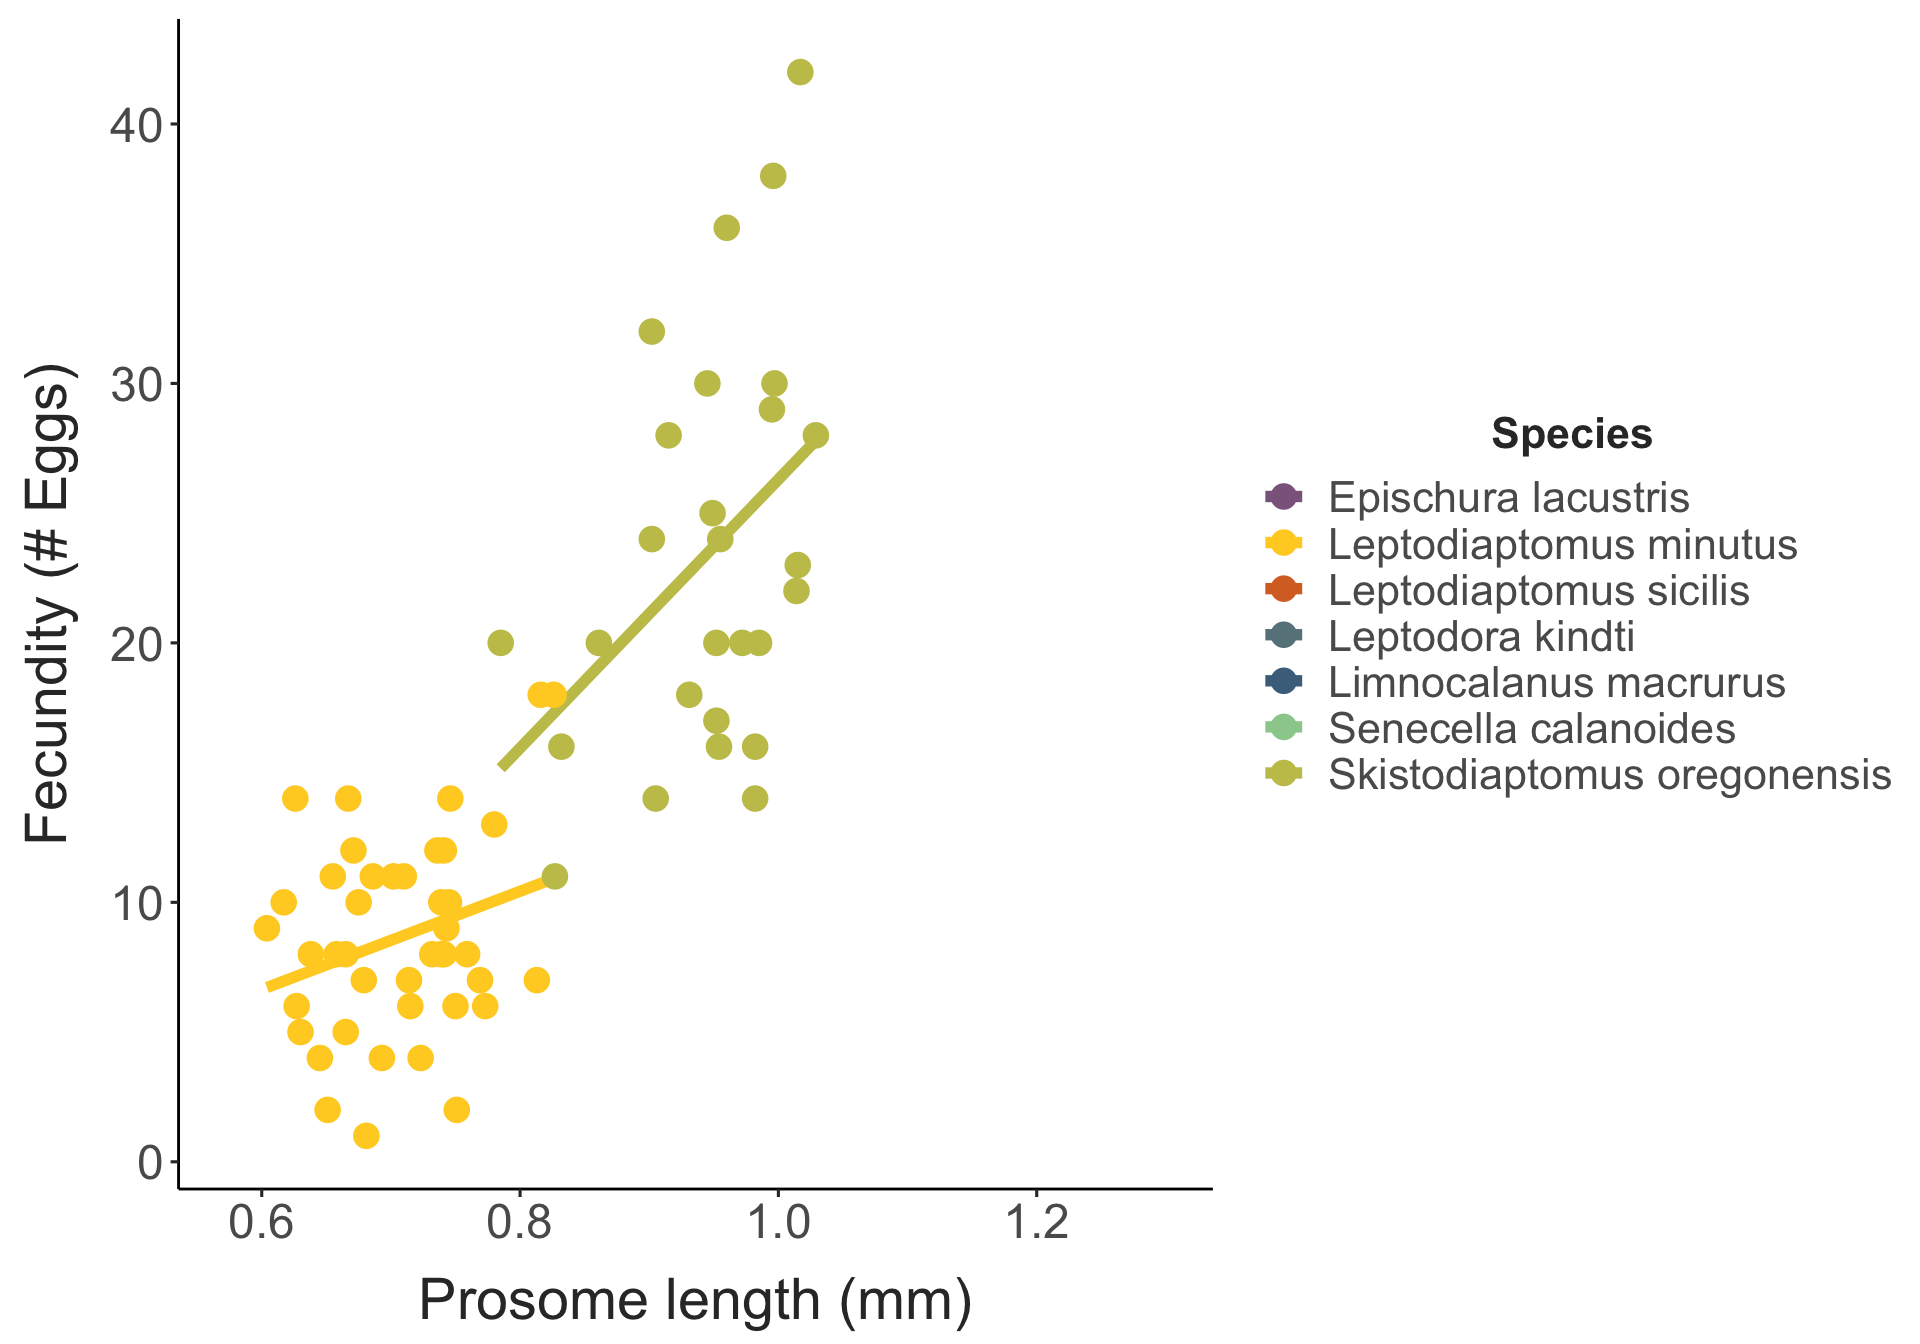 Fecundity (# Eggs)
40
30
20
10
0
0.6 0.8 1.0 1.2
Prosome length (mm)
Species
Epischura lacustris
Leptodiaptomus minutus
Leptodiaptomus sicilis
Leptodora kindti
Limnocalanus macrurus
Senecella calanoides
Skistodiaptomus oregonensis